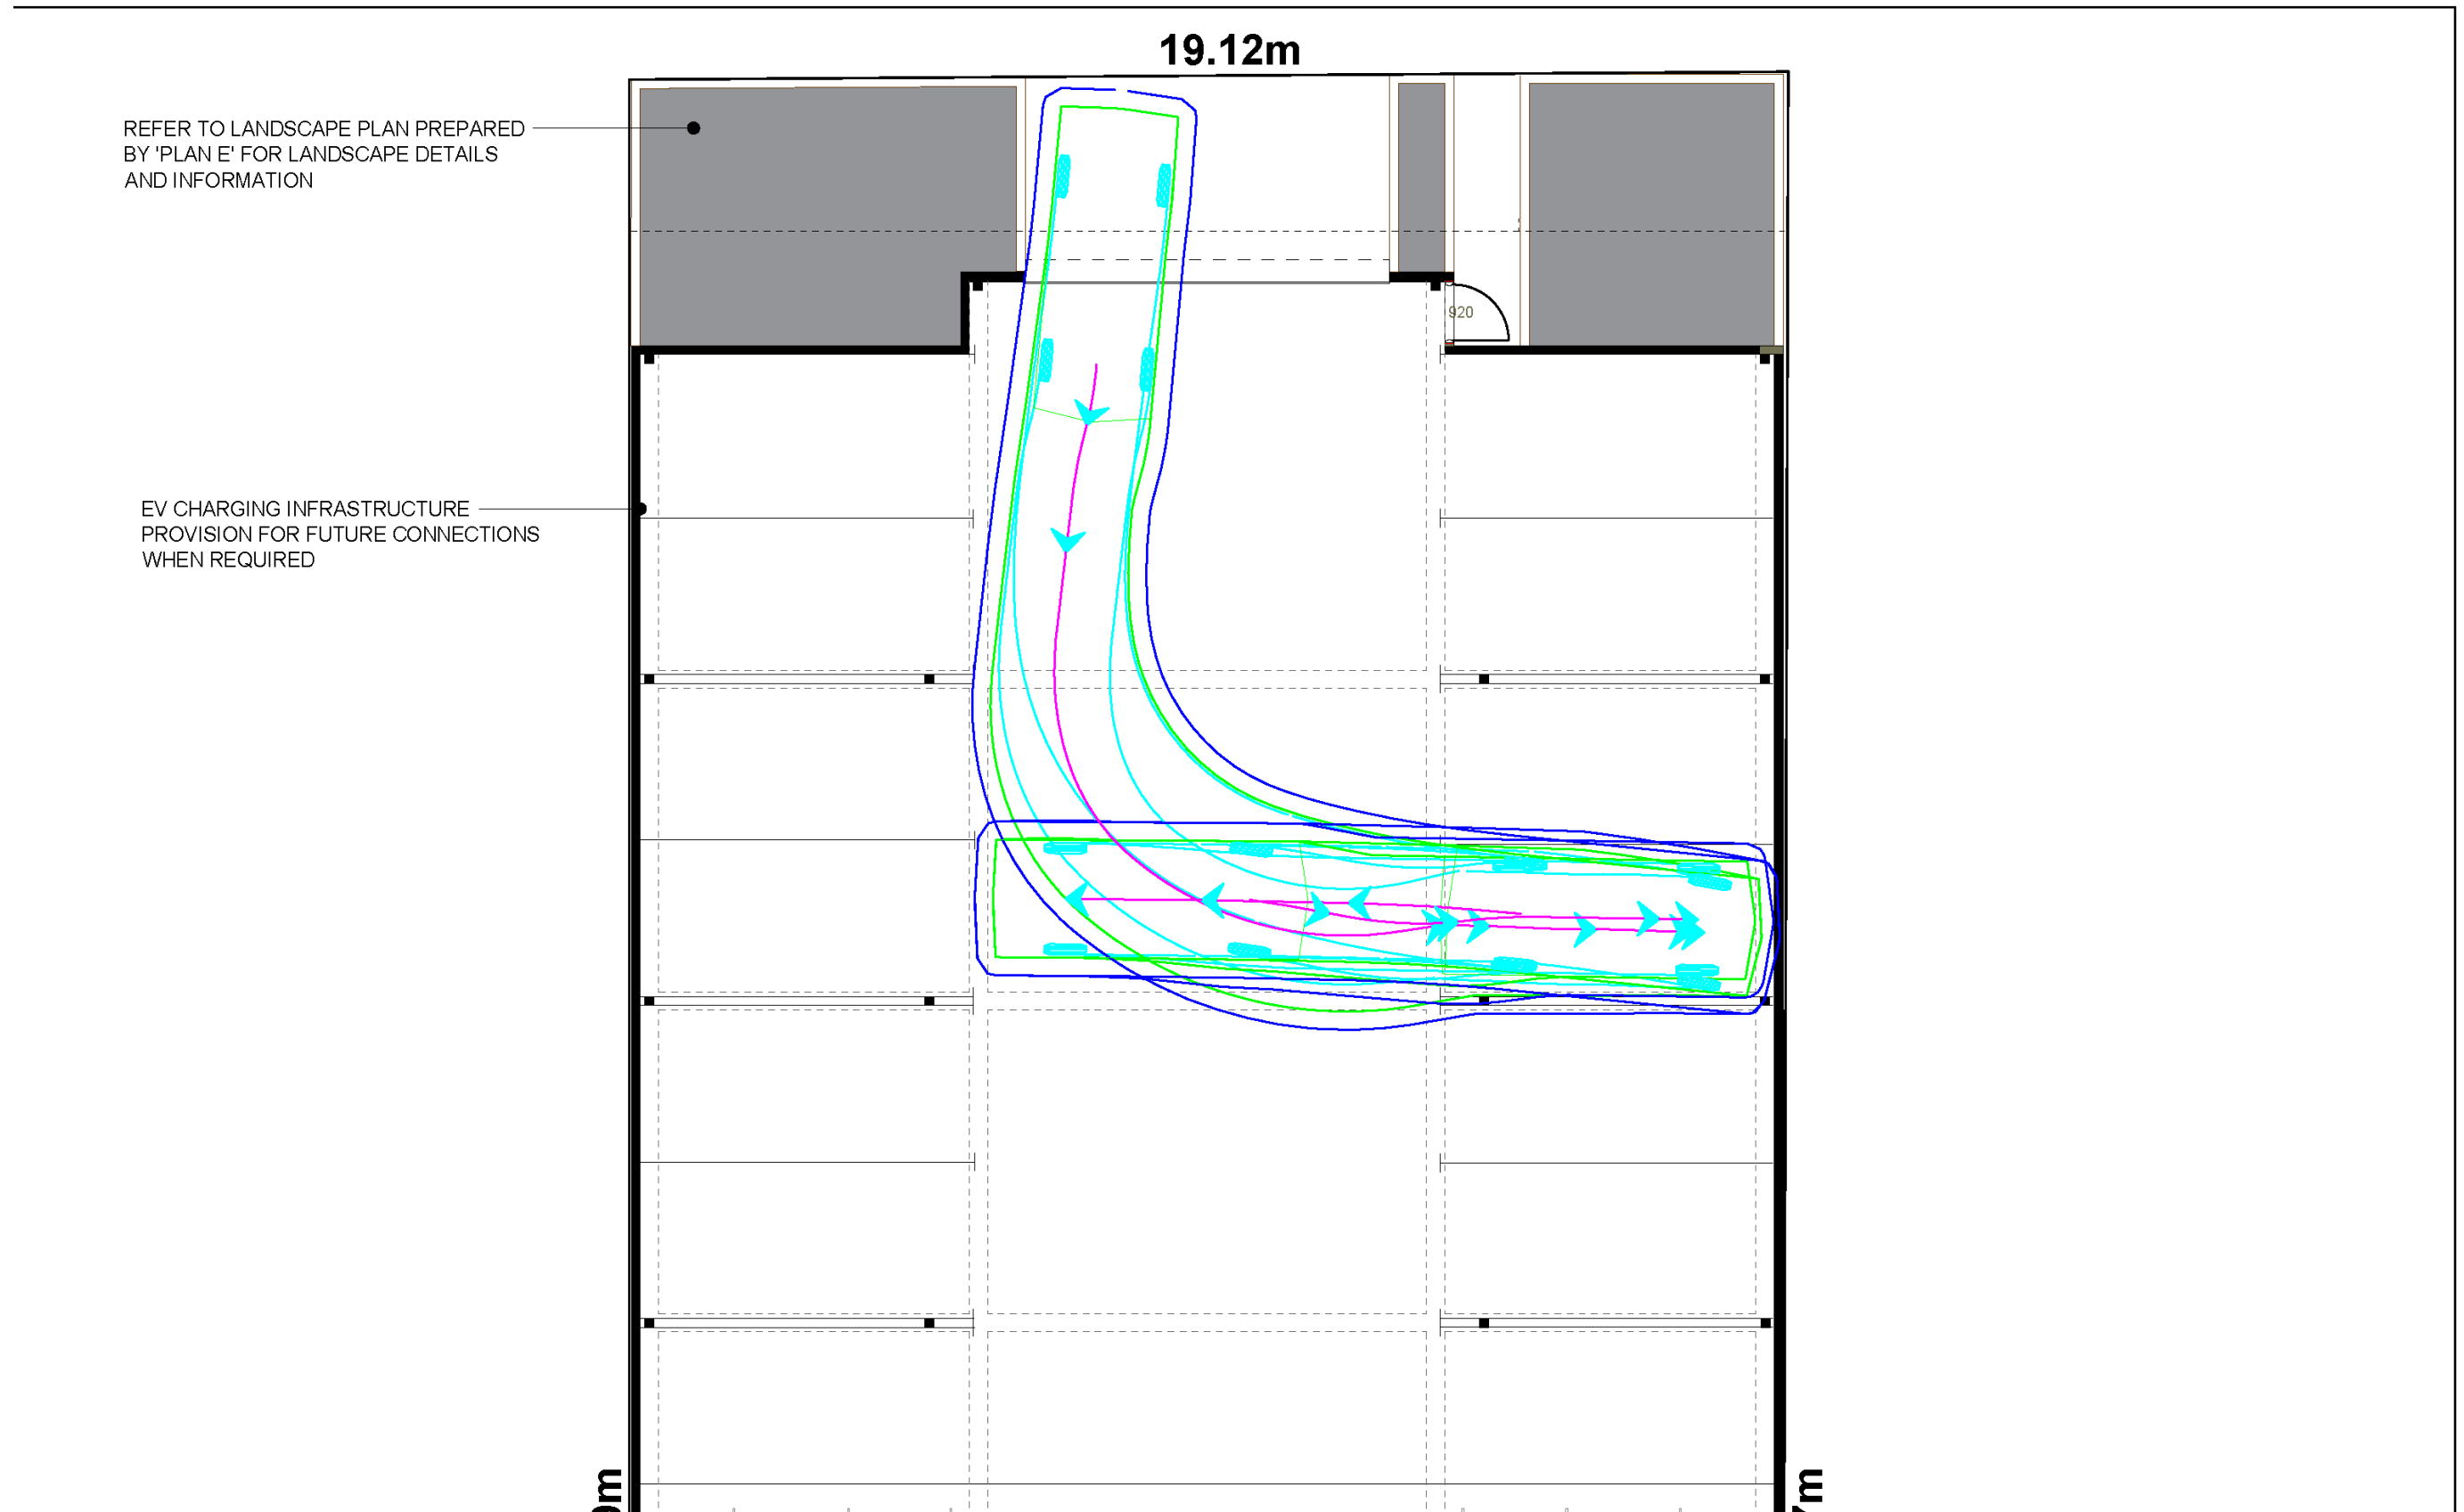 19.12m
REFER TO LANDSCAPE PLAN PREPARED
BY 'PLAN E' FOR LANDSCAPE DETAILS
AND INFORMATION
920
EV CHARGING INFRASTRUCTURE
PROVISION FOR FUTURE CONNECTIONS
WHEN REQUIRED